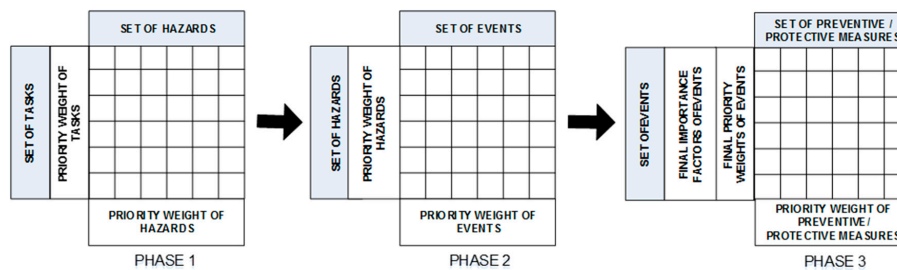 SET OF HAZARDS
SET OF TASKS
PRIORITY WEIGHT OF
TASKS
PRIORITY WEIGHT OF
HAZARDS
PHASE 1
SET OF EVENTS
SET OF HAZARDS
PRIORITY WEIGHT OF
HAZARDS
PRIORITY WEIGHT OF
EVENTS
PHASE 2
SET OF PREVENTIVE /
PROTECTIVE MEASURES
SET OF EVENTS
FINAL IMPORTANCE
FACTORS OF EVENTS
FINAL PRIORITY
WEIGHTS OF EVENTS
PRIORITY WEIGHT OF
PREVENTIVE /
PROTECTIVE MEASURES
PHASE 3